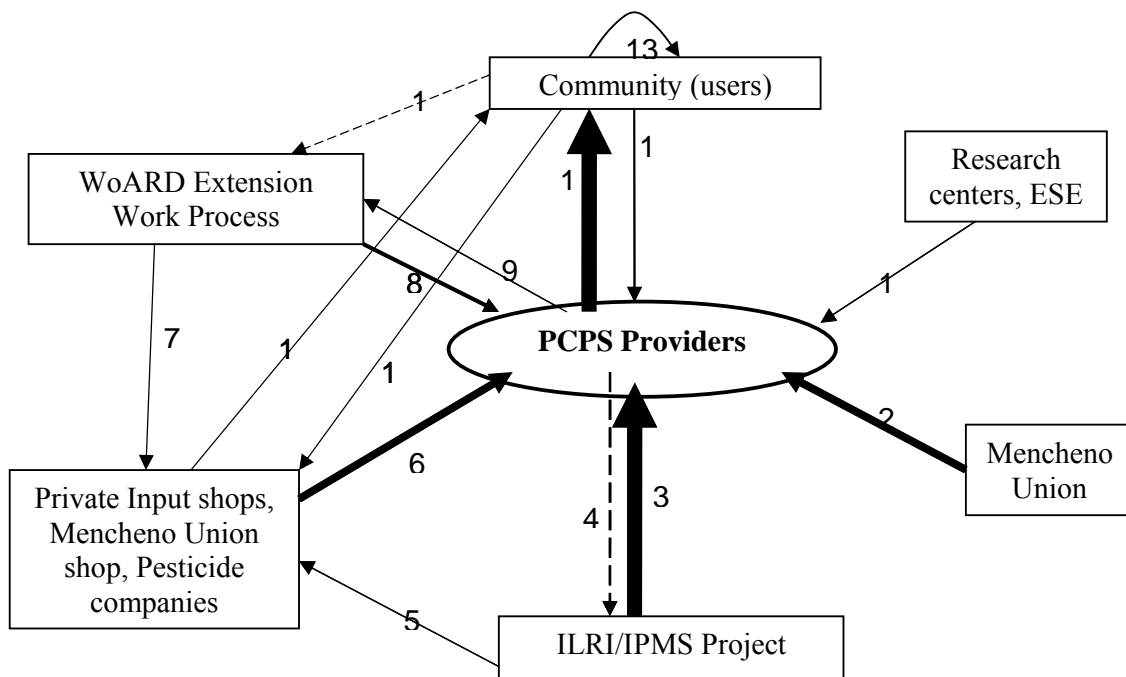 13
Community (users)
1
WoARD Extension
Work Process
1
1
Research
centers, ESE
9
8
1
7
PCPS Providers
1
1
2
6
Mencheno
Union
Private Input shops,
Mencheno Union
shop, Pesticide
companies
4
3
5
ILRI/IPMS Project